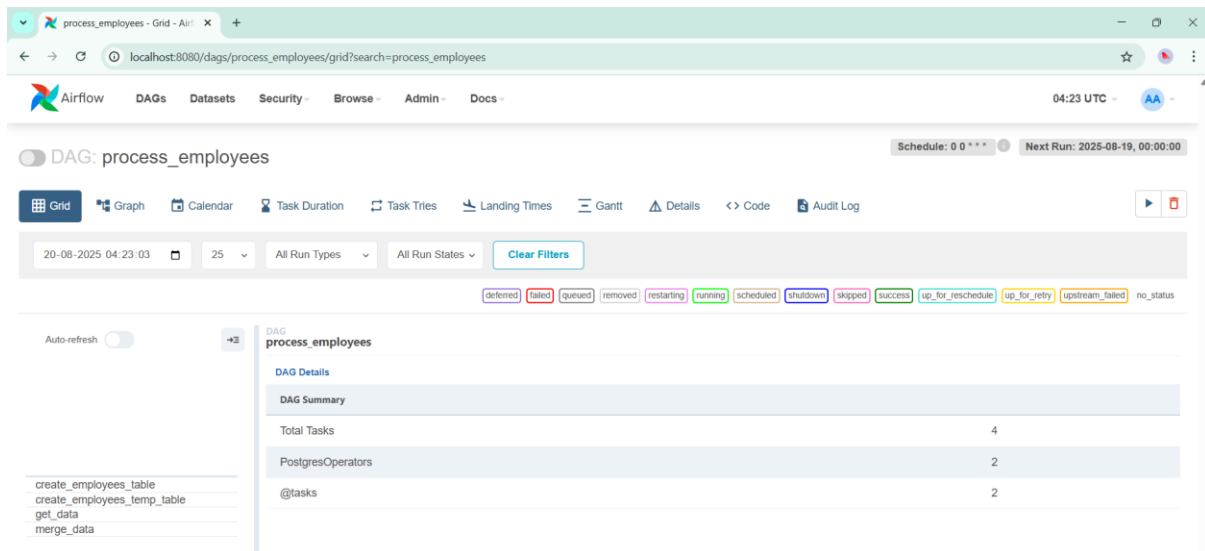 process_employees - Grid - Airfl
localhost:8080/dags/process_employees/grid?search=process_employees
Airflow DAGs Datasets Security Browse Admin Docs 04:23 UTC AA
DAG: process_employees Schedule: 0 0 * * * Next Run: 2025-08-19, 00:00:00
Grid Graph Calendar Task Duration Task Tries Landing Times Gantt Details <> Code Audit Log
20-08-2025 04:23:03 25 All Run Types All Run States Clear Filters
deferred failed queued removed restarting running scheduled shutdown skipped success up_for_reschedule up_for_retry upstream_failed no_status
Auto-refresh
DAG
process_employees
DAG Details
DAG Summary
Total Tasks 4
PostgresOperators 2
@tasks 2
create_employees_table
create_employees_temp_table
get_data
merge_data